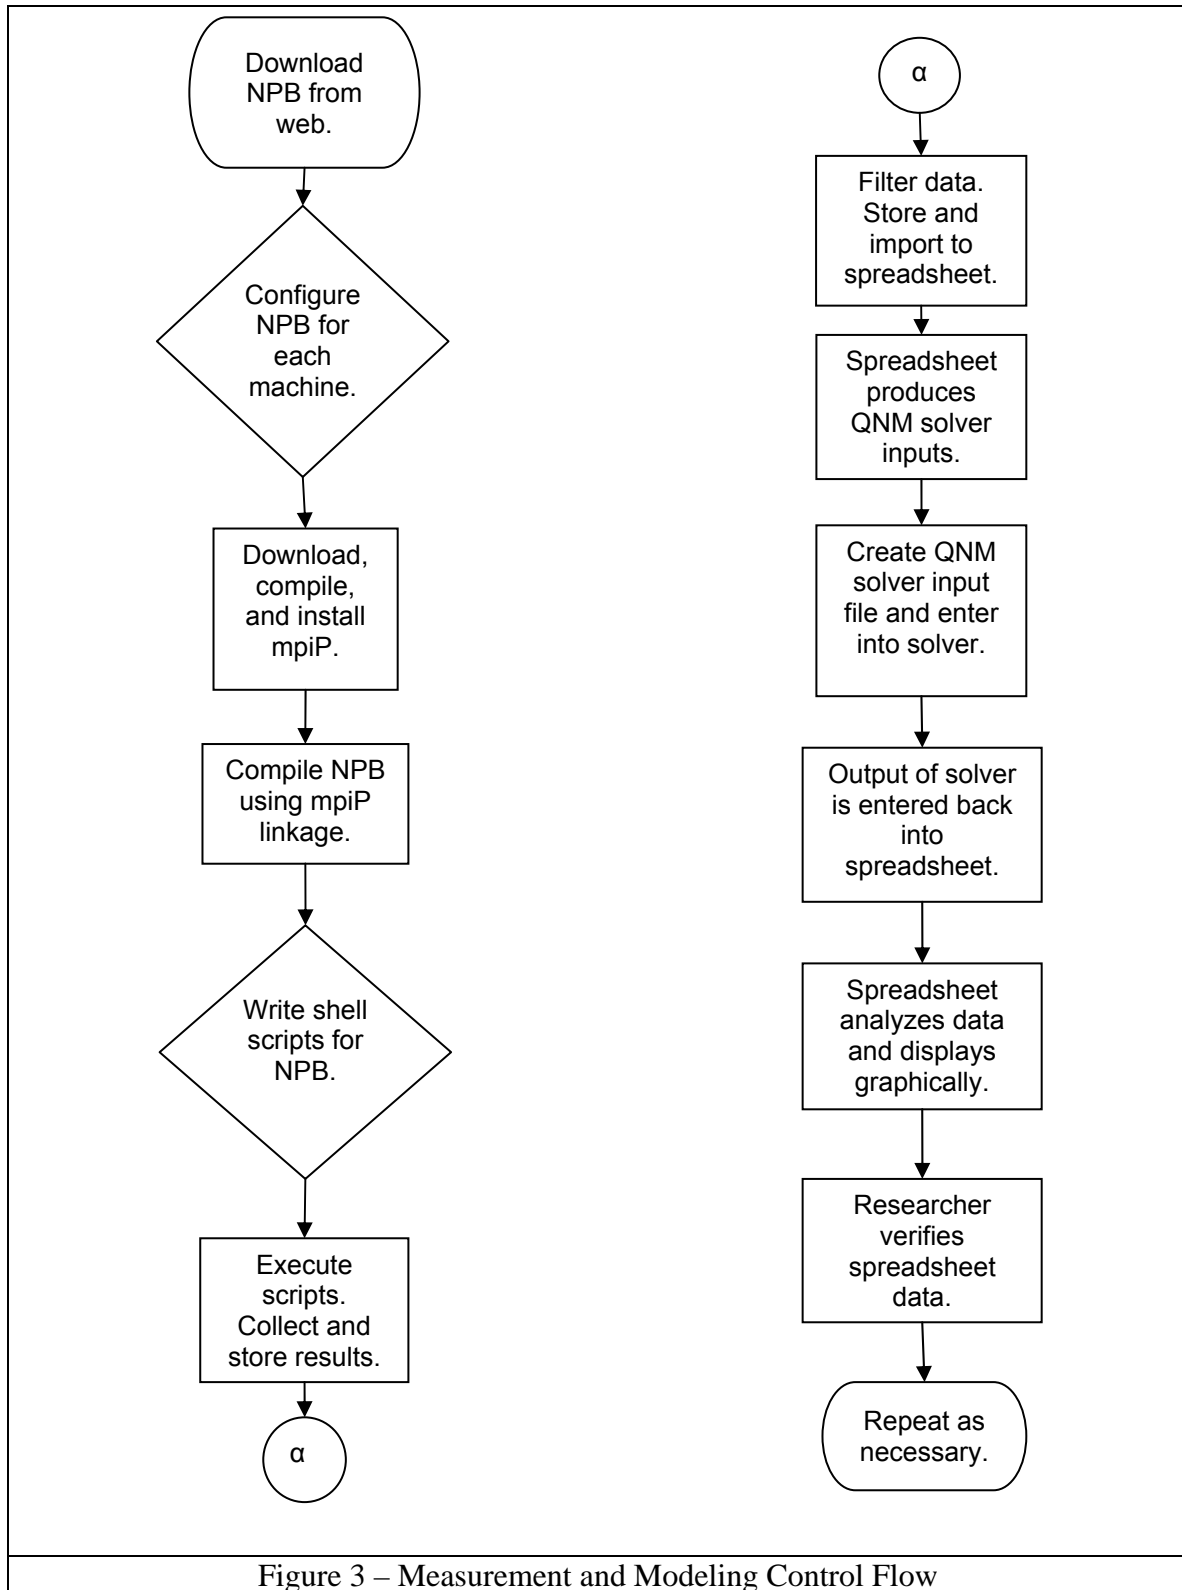 Download
NPB from
web.
Configure
NPB for
each
machine.
Download,
compile,
and install
mpiP.
Compile NPB
using mpiP
linkage.
Write shell
scripts for
NPB.
Execute
scripts.
Collect and
store results.
α
α
Filter data.
Store and
import to
spreadsheet.
Spreadsheet
produces
QNM solver
inputs.
Create QNM
solver input
file and enter
into solver.
Output of solver
is entered back
into
spreadsheet.
Spreadsheet
analyzes data
and displays
graphically.
Researcher
verifies
spreadsheet
data.
Repeat as
necessary.
Figure 3 – Measurement and Modeling Control Flow